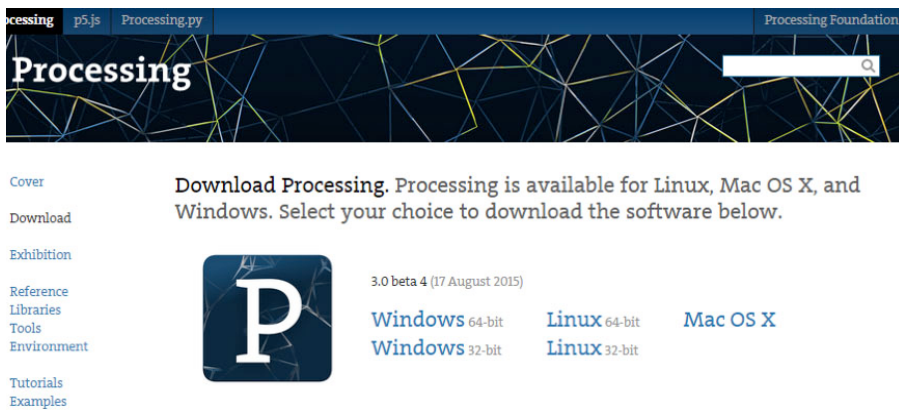 ocessing p5.js Processing.py Processing Foundation
Processing
Cover
Download
Exhibition
Reference
Libraries
Tools
Environment
Tutorials
Examples
Download Processing. Processing is available for Linux, Mac OS X, and
Windows. Select your choice to download the software below.
P
3.0 beta 4 (17 August 2015)
Windows 64-bit Linux 64-bit Mac OS X
Windows 32-bit Linux 32-bit